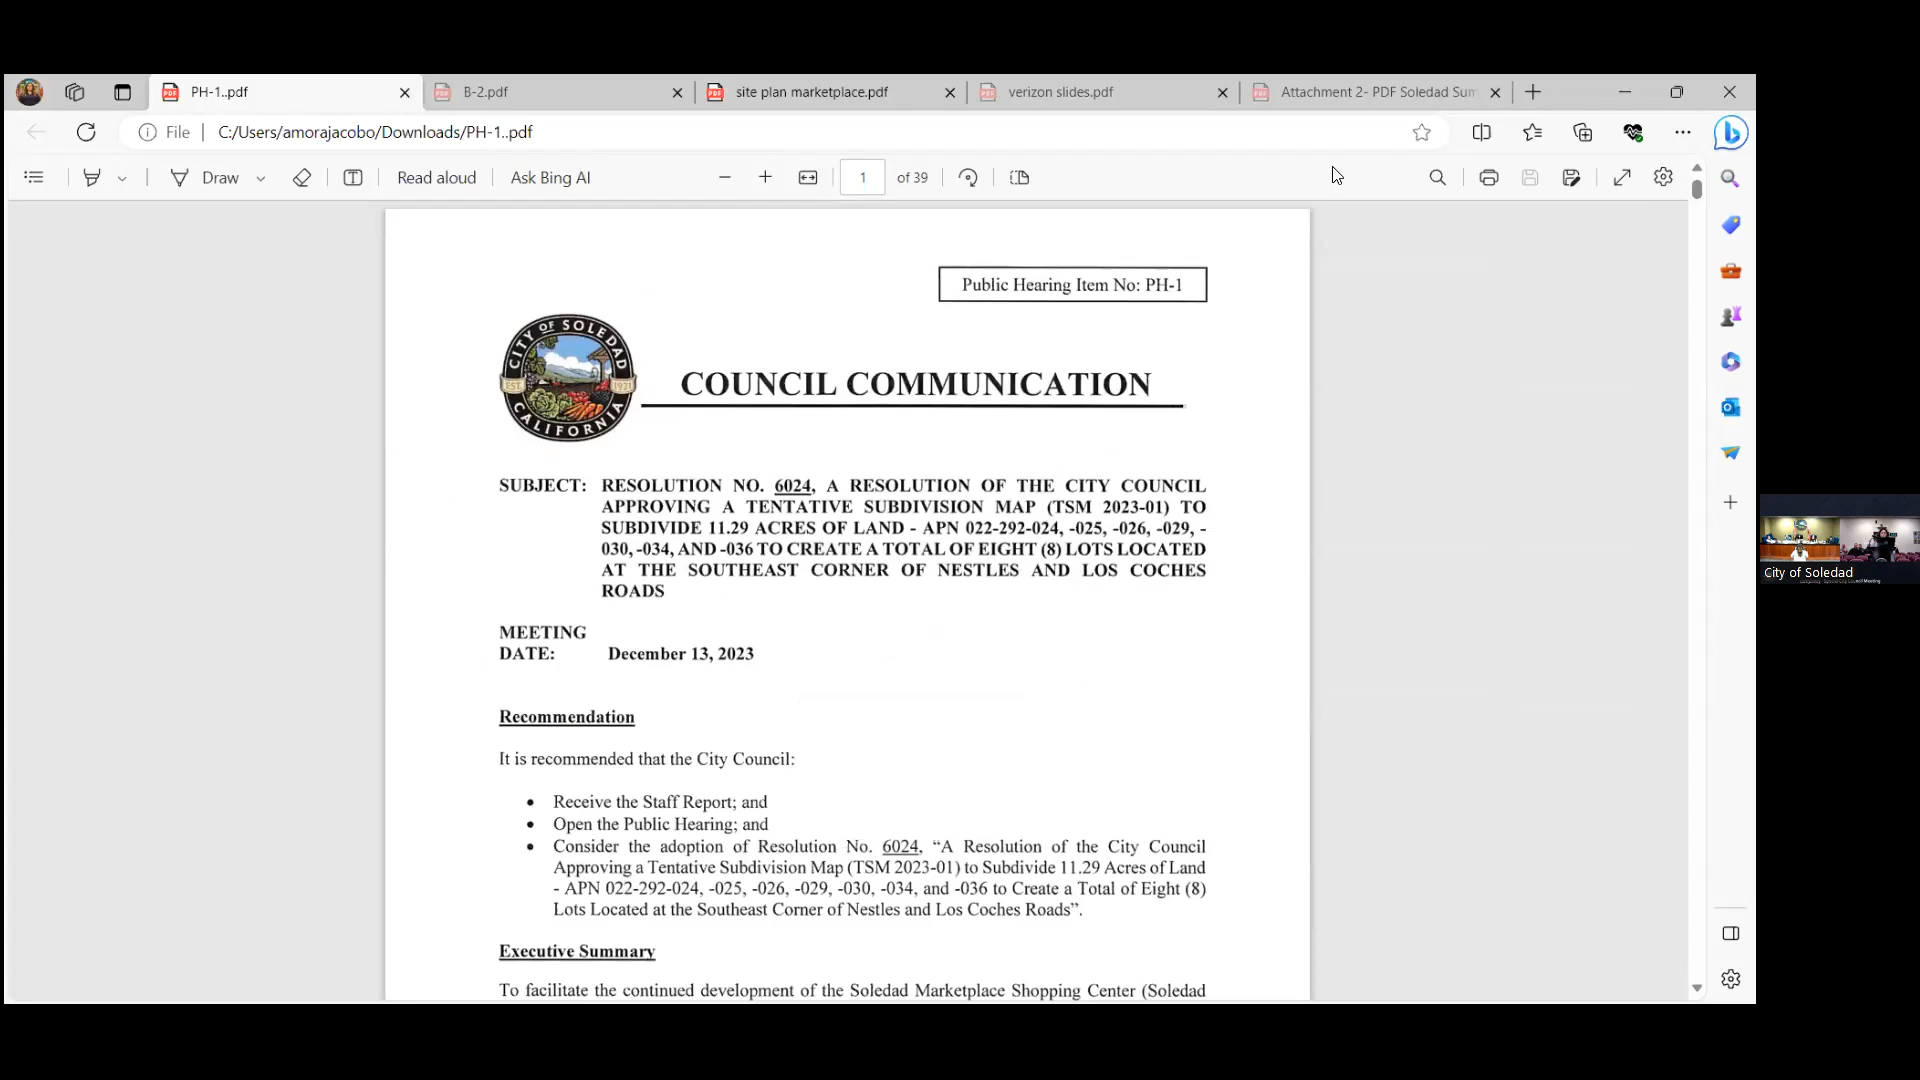 PH-1..pdf
B-2.pdf
site plan marketplace.pdf
verizon slides.pdf
Attachment 2- PDF Soledad Sum
File
C:/Users/amorajacobo/Downloads/PH-1..pdf
Draw
Read aloud
Ask Bing AI
1
of 39
Public Hearing Item No: PH-1
CITY OF SOLEDAD
EST. 1921
CALIFORNIA
COUNCIL COMMUNICATION
SUBJECT: RESOLUTION NO. 6024, A RESOLUTION OF THE CITY COUNCIL
APPROVING A TENTATIVE SUBDIVISION MAP (TSM 2023-01) TO
SUBDIVIDE 11.29 ACRES OF LAND - APN 022-292-024, -025, -026, -029, -
030, -034, AND -036 TO CREATE A TOTAL OF EIGHT (8) LOTS LOCATED
AT THE SOUTHEAST CORNER OF NESTLES AND LOS COCHES
ROADS
MEETING
DATE: December 13, 2023
Recommendation
It is recommended that the City Council:
• Receive the Staff Report; and
• Open the Public Hearing; and
• Consider the adoption of Resolution No. 6024, “A Resolution of the City Council
Approving a Tentative Subdivision Map (TSM 2023-01) to Subdivide 11.29 Acres of Land
- APN 022-292-024, -025, -026, -029, -030, -034, and -036 to Create a Total of Eight (8)
Lots Located at the Southeast Corner of Nestles and Los Coches Roads”.
Executive Summary
To facilitate the continued development of the Soledad Marketplace Shopping Center (Soledad
City of Soledad